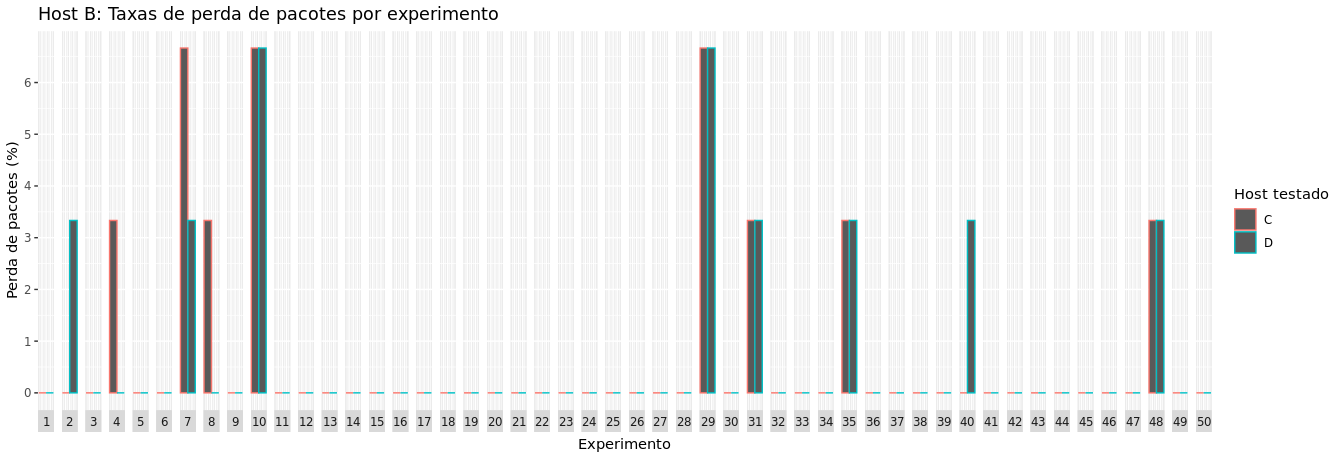 Host B: Taxas de perda de pacotes por experimento
6
5
4
3
2
1
0
Perda de pacotes (%)
1 2 3 4 5 6 7 8 9 10 11 12 13 14 15 16 17 18 19 20 21 22 23 24 25 26 27 28 29 30 31 32 33 34 35 36 37 38 39 40 41 42 43 44 45 46 47 48 49 50
Experimento
Host testado
C
D